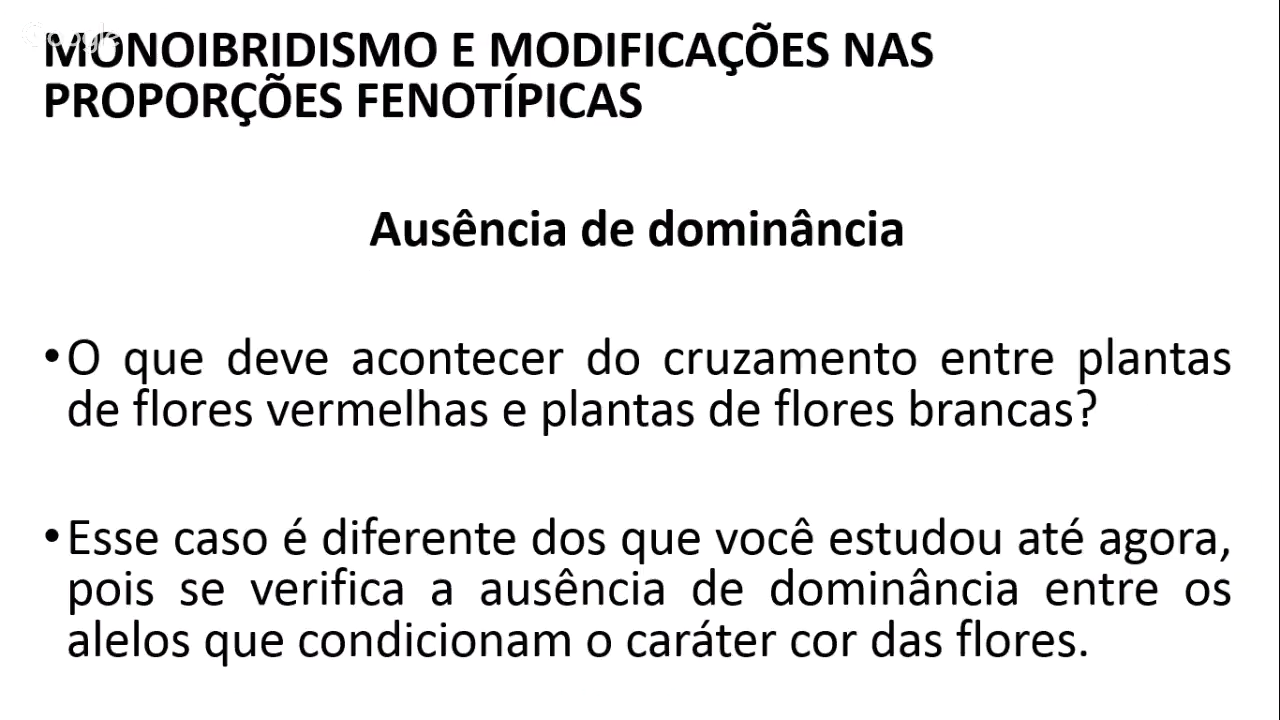 Google
MONOIBRIDISMO E MODIFICAÇÕES NAS
PROPORÇÕES FENOTÍPICAS
Ausência de dominância
•O que deve acontecer do cruzamento entre plantas
de flores vermelhas e plantas de flores brancas?
•Esse caso é diferente dos que você estudou até agora,
pois se verifica a ausência de dominância entre os
alelos que condicionam o caráter cor das flores.